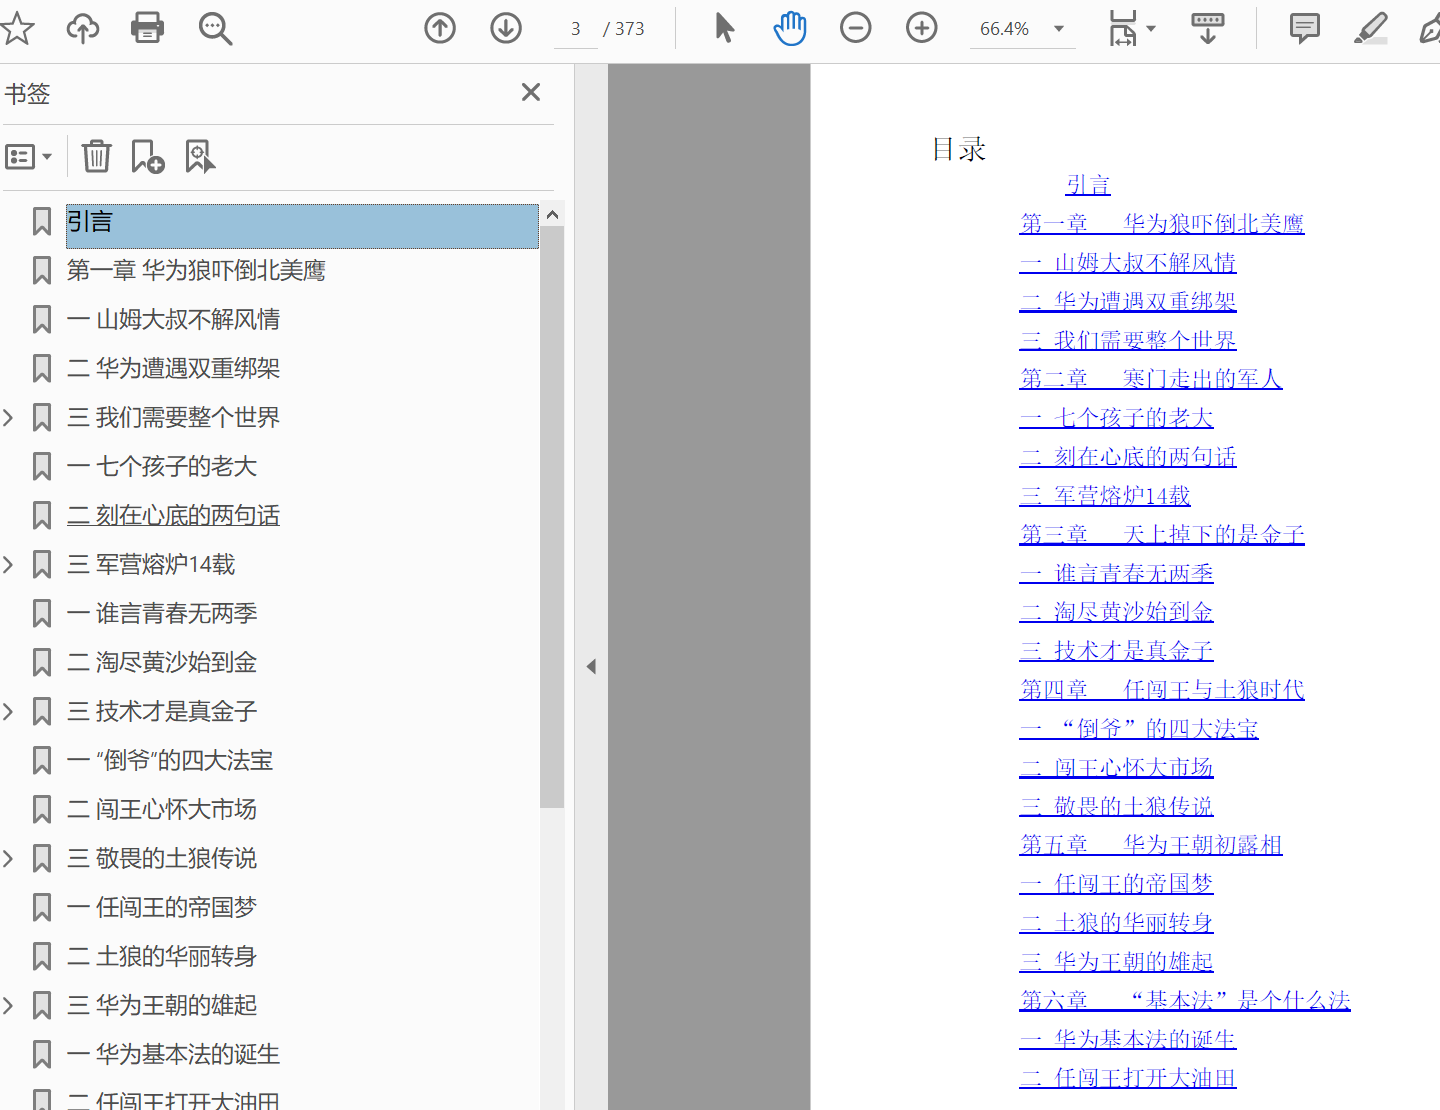 3 / 373 66.4%
书签
引言
第一章 华为狼吓倒北美鹰
一 山姆大叔不解风情
二 华为遭遇双重绑架
三 我们需要整个世界
一 七个孩子的老大
二 刻在心底的两句话
三 军营熔炉14载
一 谁言青春无两季
二 淘尽黄沙始到金
三 技术才是真金子
一 “倒爷”的四大法宝
二 闯王心怀大市场
三 敬畏的土狼传说
一 任闯王的帝国梦
二 土狼的华丽转身
三 华为王朝的雄起
一 华为基本法的诞生
二 任闯王打开大油田
目录
引言
第一章 华为狼吓倒北美鹰
一 山姆大叔不解风情
二 华为遭遇双重绑架
三 我们需要整个世界
第二章 寒门走出的军人
一 七个孩子的老大
二 刻在心底的两句话
三 军营熔炉14载
第三章 天上掉下的是金子
一 谁言青春无两季
二 淘尽黄沙始到金
三 技术才是真金子
第四章 任闯王与土狼时代
一 “倒爷”的四大法宝
二 闯王心怀大市场
三 敬畏的土狼传说
第五章 华为王朝初露相
一 任闯王的帝国梦
二 土狼的华丽转身
三 华为王朝的雄起
第六章 “基本法”是个什么法
一 华为基本法的诞生
二 任闯王打开大油田